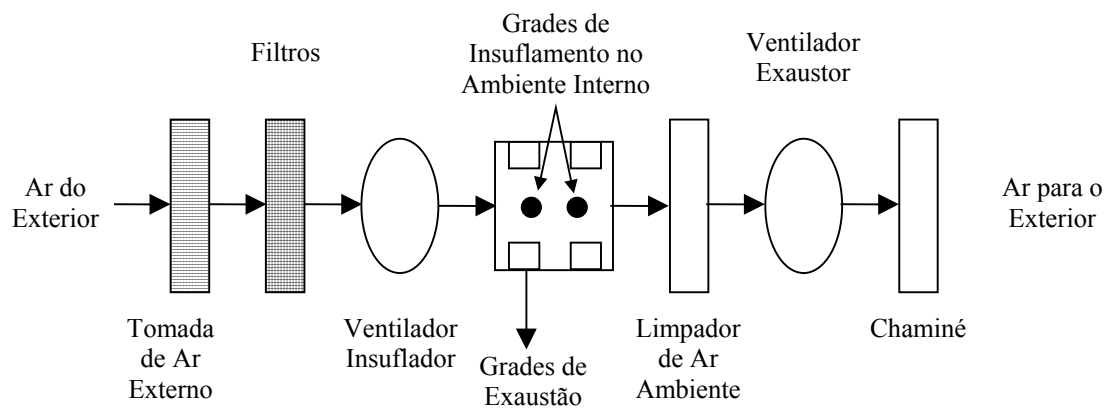 Filtros
Grades de
Insuflamento no
Ambiente Interno
Ventilador
Exaustor
Ar do
Exterior
Ar para o
Exterior
Tomada
de Ar
Externo
Ventilador
Insuflador
Grades de
Exaustão
Limpador
de Ar
Ambiente
Chaminé